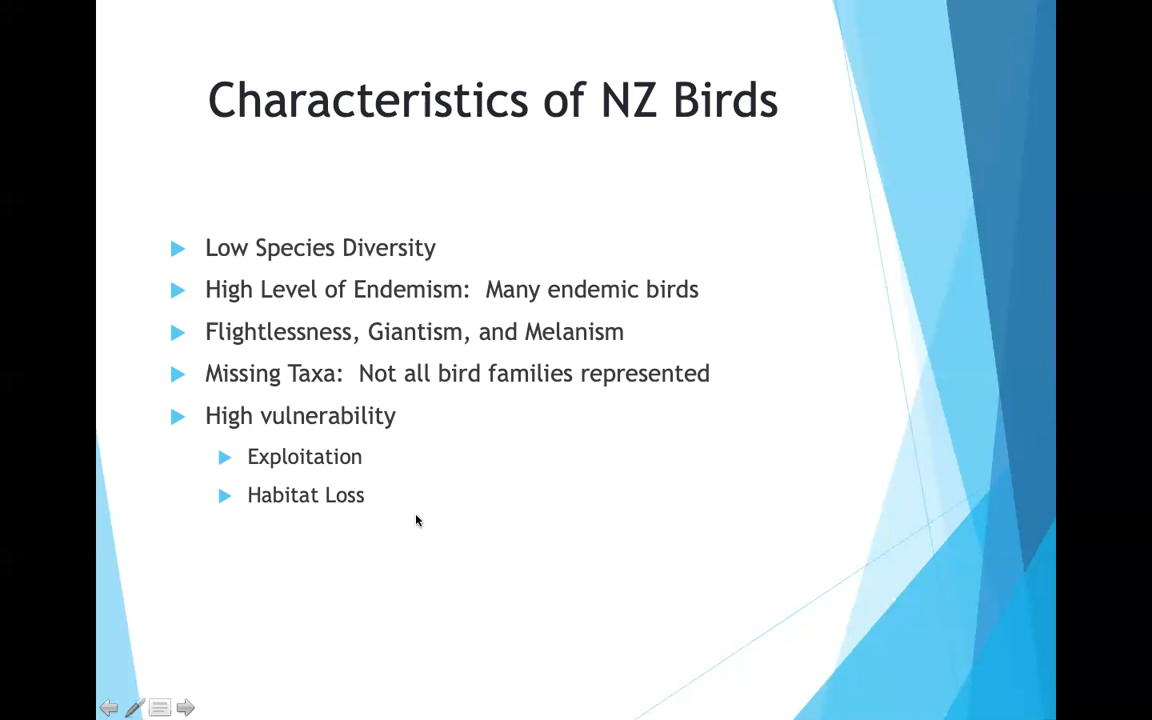 Characteristics of NZ Birds
Low Species Diversity
High Level of Endemism:  Many endemic birds
Flightlessness, Giantism, and Melanism
Missing Taxa:  Not all bird families represented
High vulnerability
Exploitation
Habitat Loss